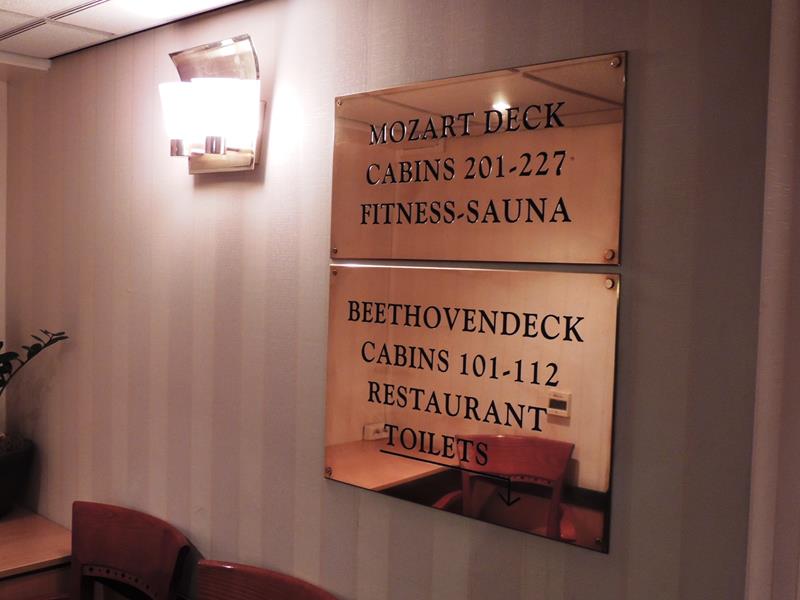 MOZART DECK
CABINS 201-227
FITNESS-SAUNA
BEETHOVENDECK
CABINS 101-112
RESTAURANT
TOILETS